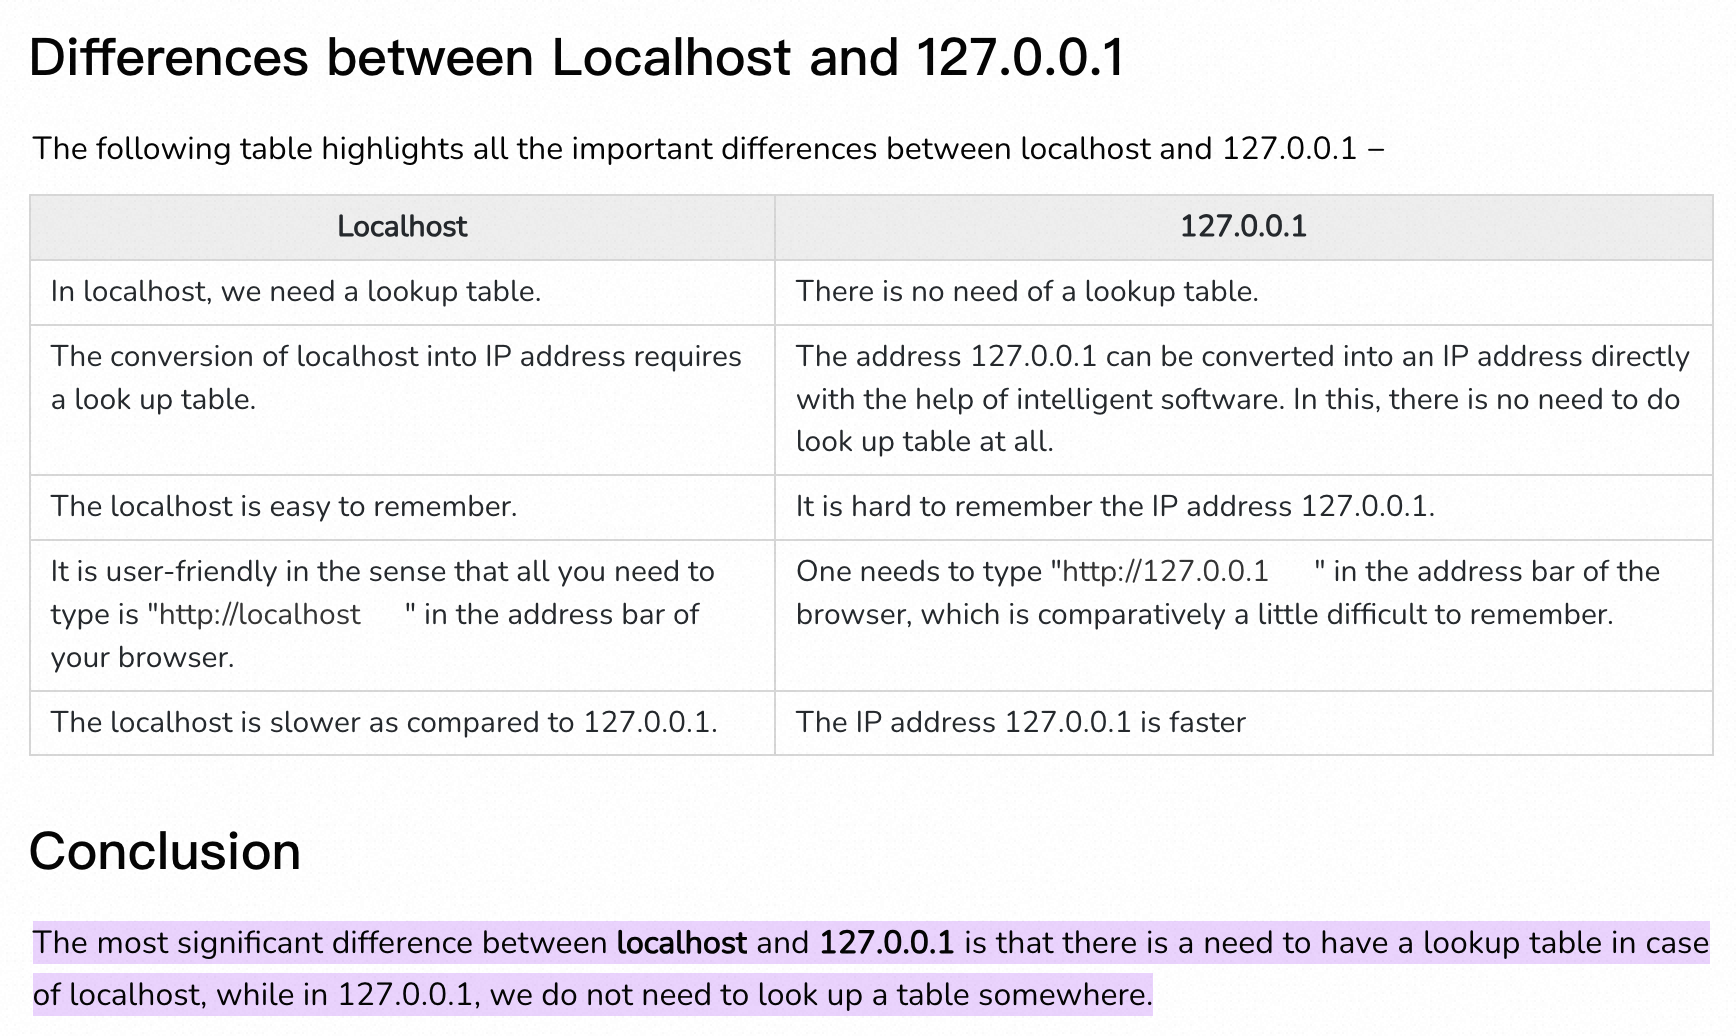 Differences between Localhost and 127.0.0.1
The following table highlights all the important differences between localhost and 127.0.0.1 −
Localhost
127.0.0.1
In localhost, we need a lookup table.
There is no need of a lookup table.
The conversion of localhost into IP address requires
a look up table.
The address 127.0.0.1 can be converted into an IP address directly
with the help of intelligent software. In this, there is no need to do
look up table at all.
The localhost is easy to remember.
It is hard to remember the IP address 127.0.0.1.
It is user-friendly in the sense that all you need to
type is "http://localhost " in the address bar of
your browser.
One needs to type "http://127.0.0.1 " in the address bar of the
browser, which is comparatively a little difficult to remember.
The localhost is slower as compared to 127.0.0.1.
The IP address 127.0.0.1 is faster
Conclusion
The most significant difference between localhost and 127.0.0.1 is that there is a need to have a lookup table in case
of localhost, while in 127.0.0.1, we do not need to look up a table somewhere.